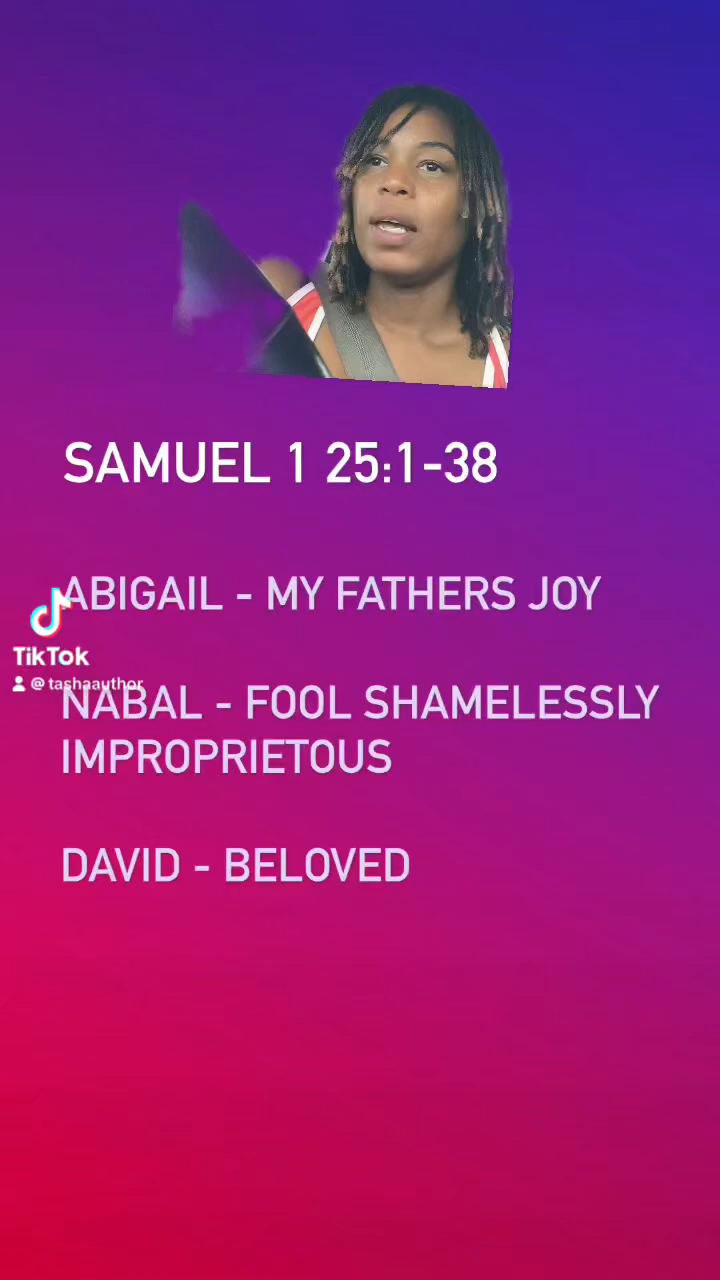 SAMUEL 1 25:1-38
ABIGAIL - MY FATHERS JOY
TikTok
@tashaauthor
NABAL - FOOL SHAMELESSLY
IMPROPRIETOUS
DAVID - BELOVED